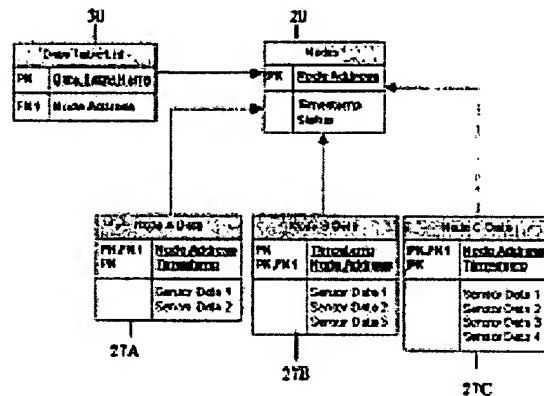 30
20
Data Table List
Nodes
PK Data Table Name
FK1 Node Address
PK Node Address
Timestamp
Status
Node A Data
PK,FK1 Node Address
PK Timestamp
Sensor Data 1
Sensor Data 2
Node B Data
PK Timestamp
PK,FK1 Node Address
Sensor Data 1
Sensor Data 2
Sensor Data 3
Node C Data
PK,FK1 Node Address
PK Timestamp
Sensor Data 1
Sensor Data 2
Sensor Data 3
Sensor Data 4
27A
27B
27C